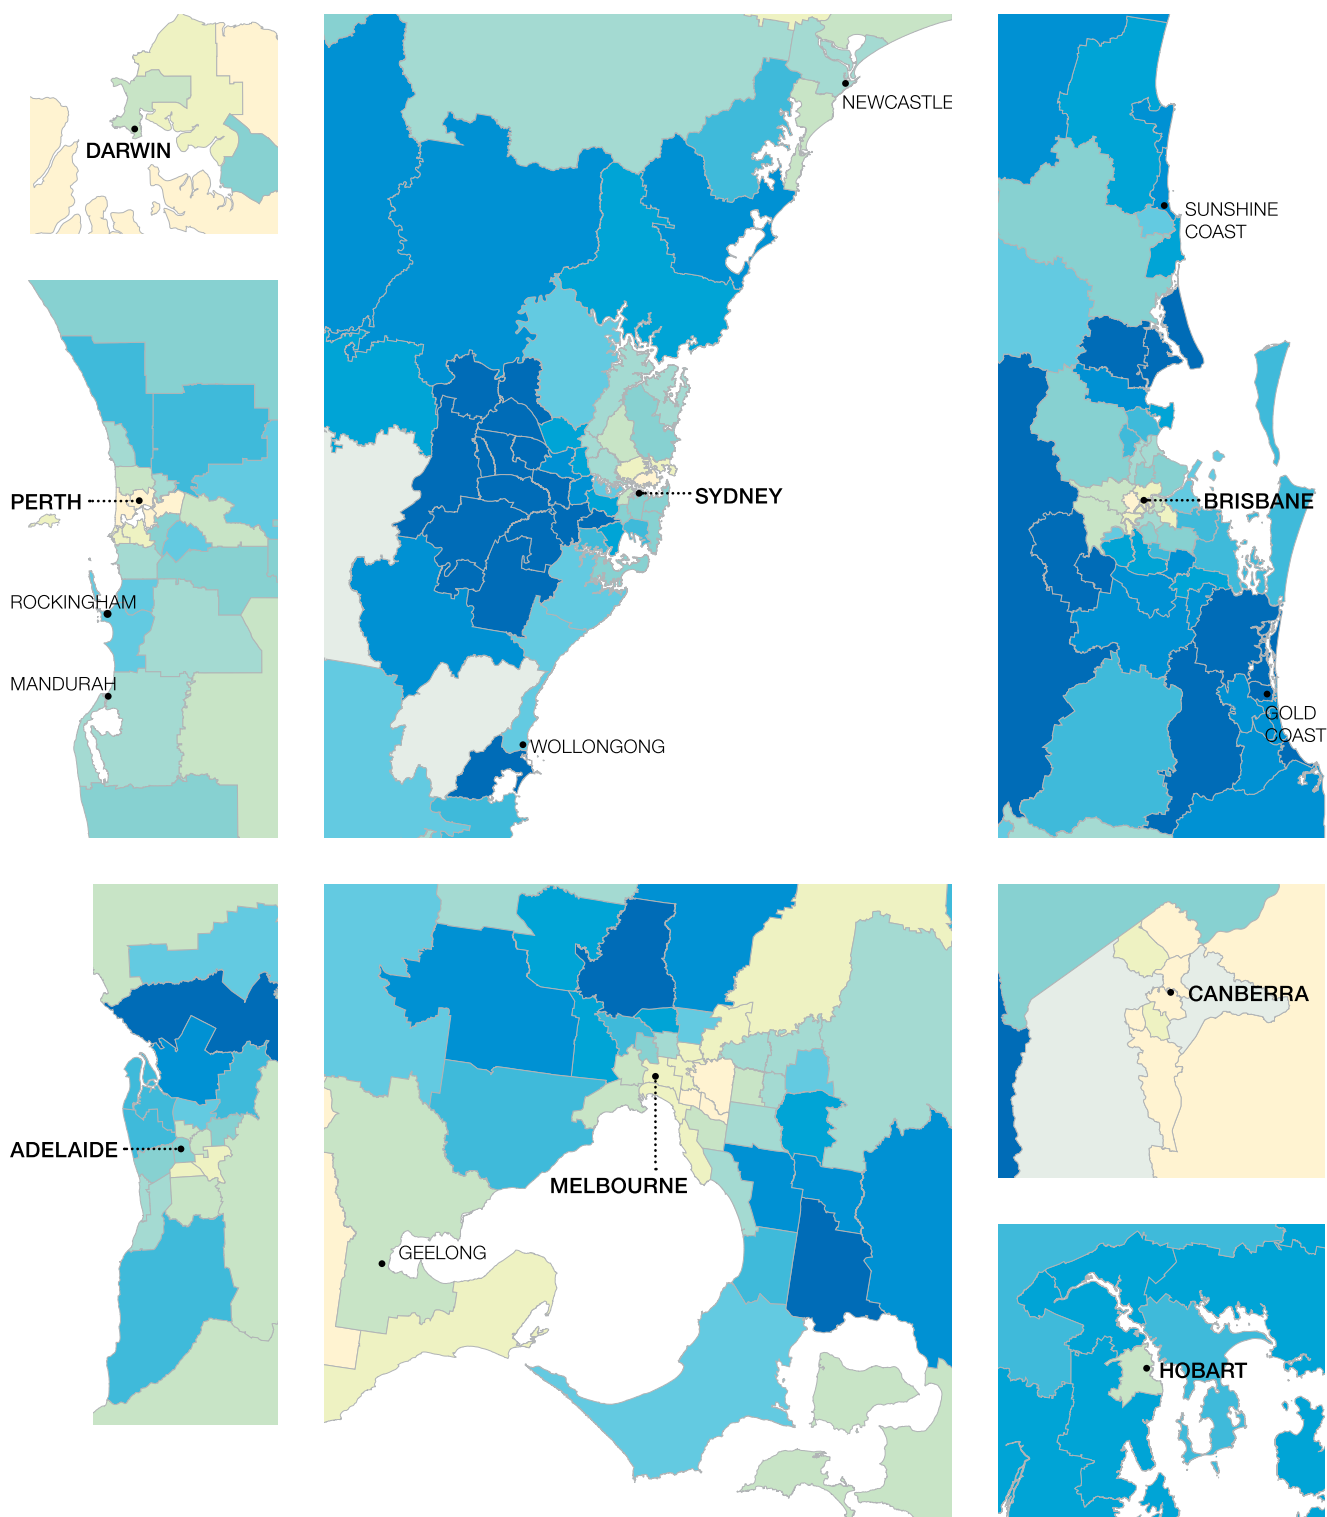 NEWCASTLE
DARWIN
SUNSHINE
COAST
PERTH
SYDNEY
BRISBANE
ROCKINGHAM
MANDURAH
WOLLONGONG
GOLD
COAST
CANBERRA
ADELAIDE
MELBOURNE
GEELONG
HOBART